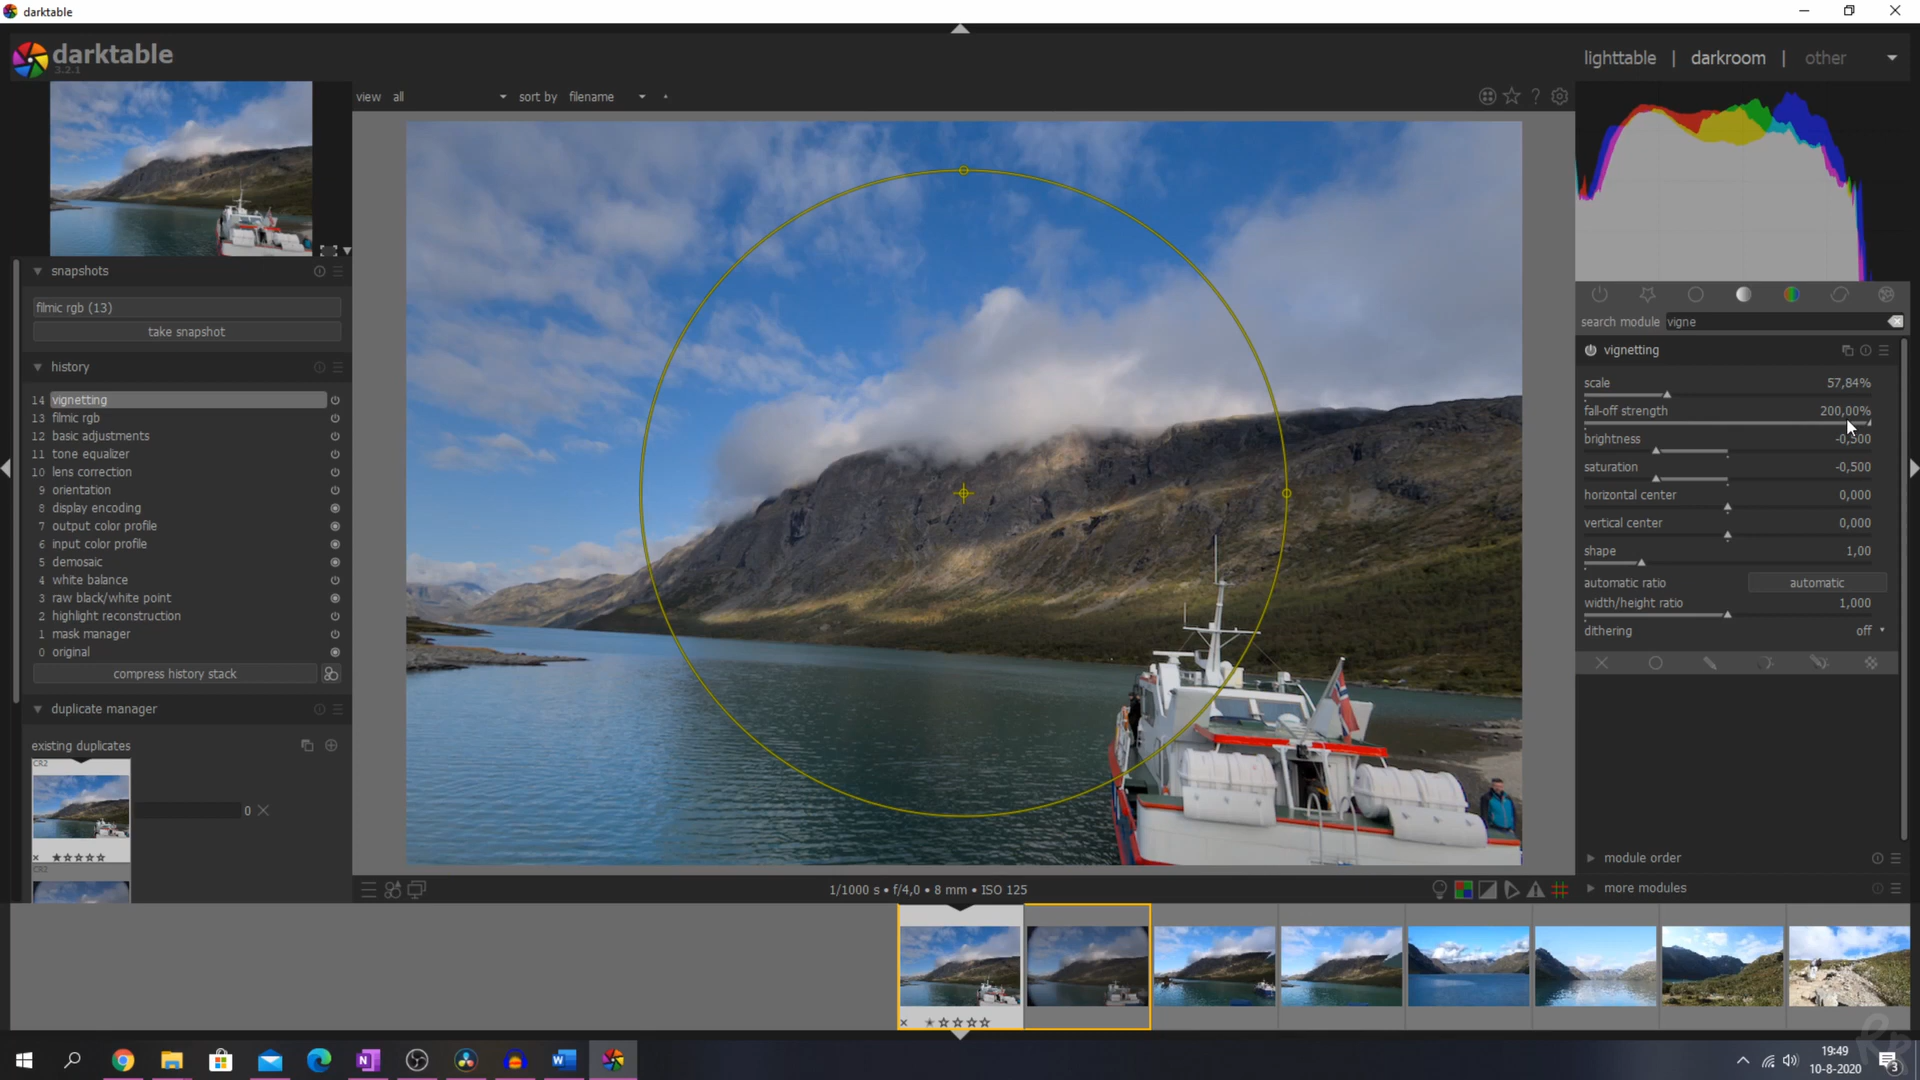 darktable
darktable
3.2.1
lighttable | darkroom | other
view all sort by filename
?
snapshots
filmic rgb (13)
take snapshot
history
14 vignetting
13 filmic rgb
12 basic adjustments
11 tone equalizer
10 lens correction
9 orientation
8 display encoding
7 output color profile
6 input color profile
5 demosaic
4 white balance
3 raw black/white point
2 highlight reconstruction
1 mask manager
0 original
compress history stack
duplicate manager
existing duplicates
CR2
0
CR2
search module vigne
vignetting
scale 57,84%
fall-off strength 200,00%
brightness -0,500
saturation -0,500
horizontal center 0,000
vertical center 0,000
shape 1,00
automatic ratio automatic
width/height ratio 1,000
dithering off
module order
more modules
1/1000 s • f/4,0 • 8 mm • ISO 125
19:49
10-8-2020
3